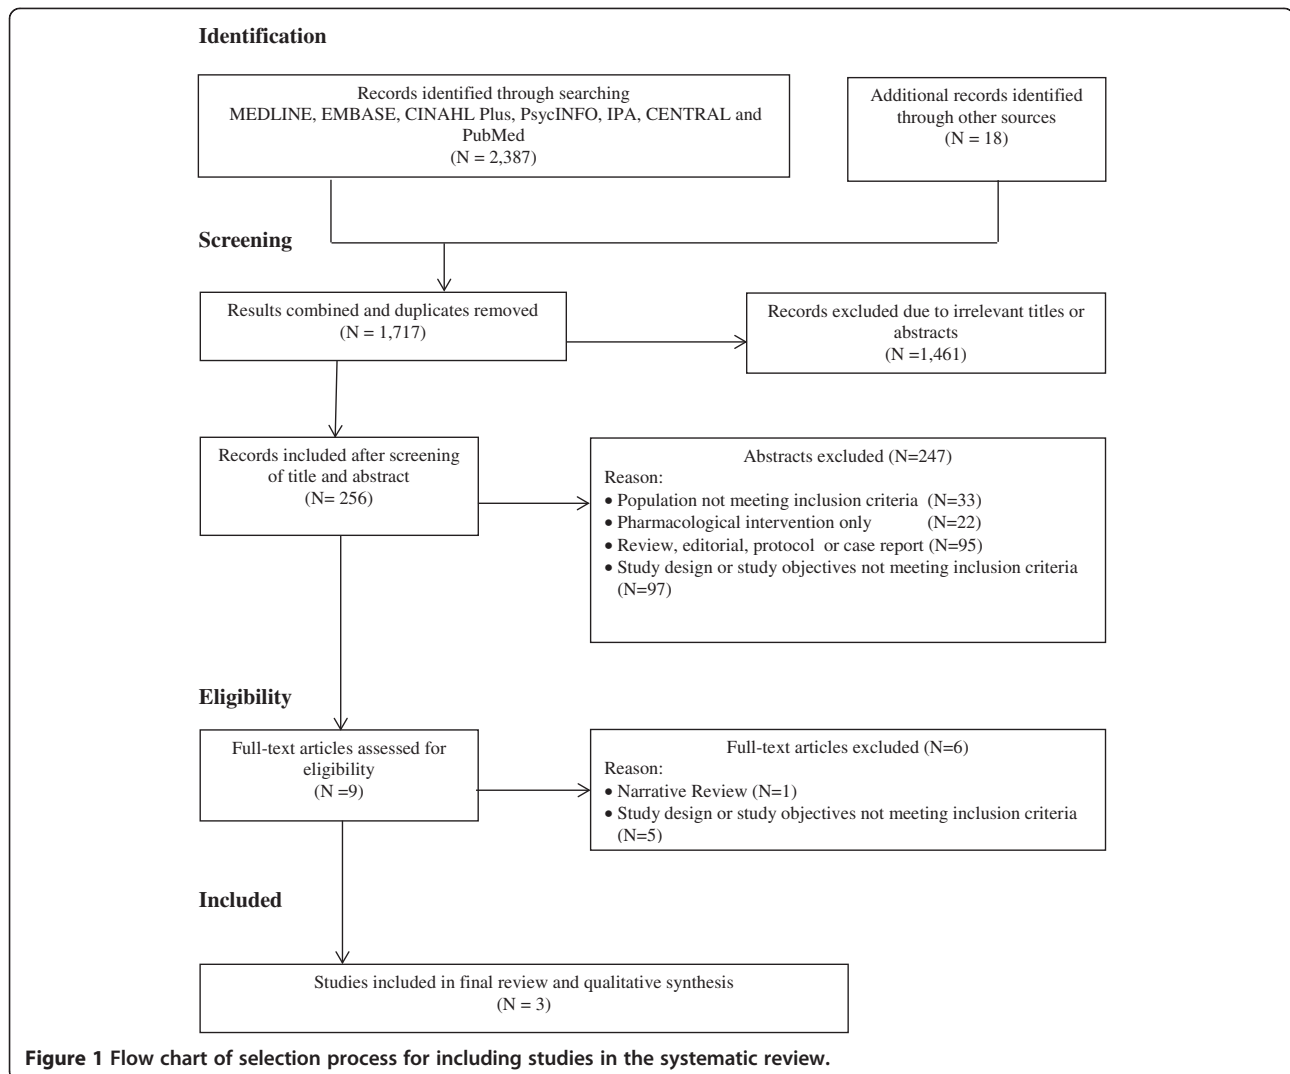 Identification
Records identified through searching
MEDLINE, EMBASE, CINAHL Plus, PsycINFO, IPA, CENTRAL and
PubMed
(N = 2,387)
Additional records identified
through other sources
(N = 18)
Screening
Results combined and duplicates removed
(N = 1,717)
Records excluded due to irrelevant titles or
abstracts
(N =1,461)
Records included after screening
of title and abstract
(N= 256)
Abstracts excluded (N=247)
Reason:
• Population not meeting inclusion criteria (N=33)
• Pharmacological intervention only (N=22)
• Review, editorial, protocol or case report (N=95)
• Study design or study objectives not meeting inclusion criteria
(N=97)
Eligibility
Full-text articles assessed for
eligibility
(N =9)
Full-text articles excluded (N=6)
Reason:
• Narrative Review (N=1)
• Study design or study objectives not meeting inclusion criteria
(N=5)
Included
Studies included in final review and qualitative synthesis
(N = 3)
Figure 1 Flow chart of selection process for including studies in the systematic review.